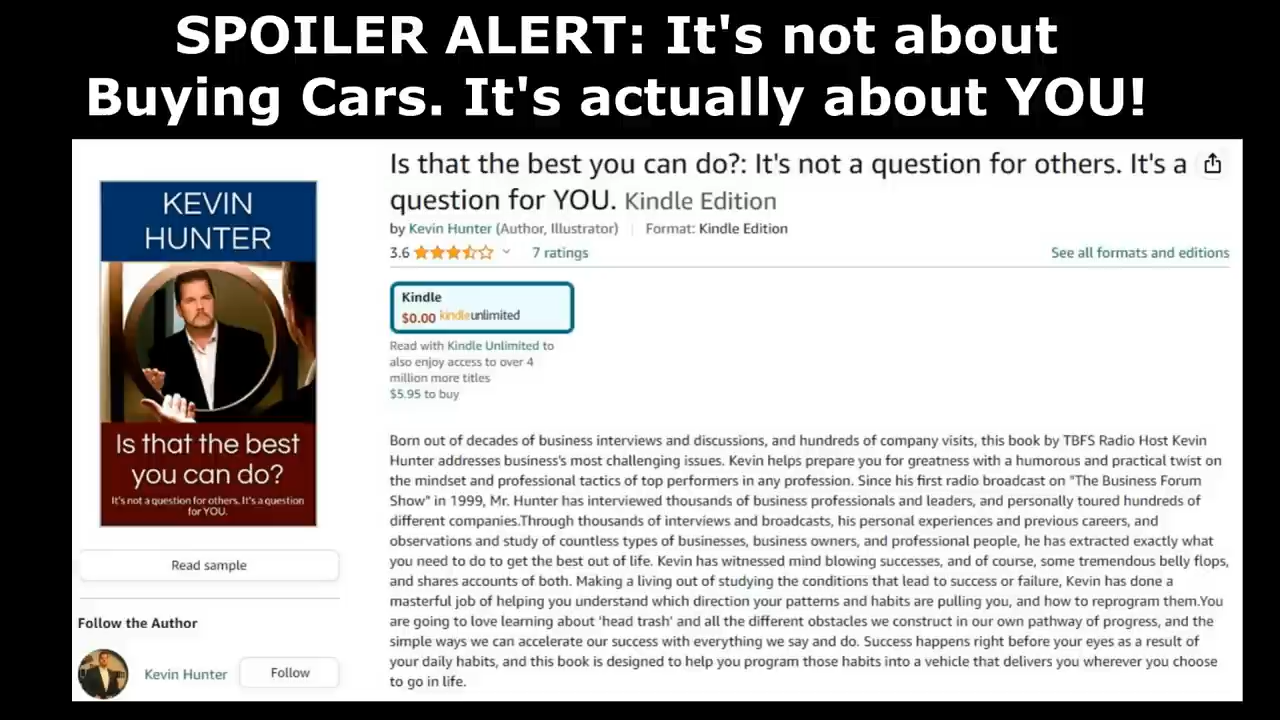 SPOILER ALERT: It's not about
Buying Cars. It's actually about YOU!
KEVIN
HUNTER
Is that the best
you can do?
It's not a question for others. It's a question
for YOU.
Read sample
Follow the Author
Kevin Hunter
Follow
Is that the best you can do?: It's not a question for others. It's a
question for YOU. Kindle Edition
by Kevin Hunter (Author, Illustrator) | Format: Kindle Edition
3.6 7 ratings
See all formats and editions
Kindle
$0.00 kindleunlimited
Read with Kindle Unlimited to
also enjoy access to over 4
million more titles
$5.95 to buy
Born out of decades of business interviews and discussions, and hundreds of company visits, this book by TBFS Radio Host Kevin
Hunter addresses business's most challenging issues. Kevin helps prepare you for greatness with a humorous and practical twist on
the mindset and professional tactics of top performers in any profession. Since his first radio broadcast on "The Business Forum
Show" in 1999, Mr. Hunter has interviewed thousands of business professionals and leaders, and personally toured hundreds of
different companies.Through thousands of interviews and broadcasts, his personal experiences and previous careers, and
observations and study of countless types of businesses, business owners, and professional people, he has extracted exactly what
you need to do to get the best out of life. Kevin has witnessed mind blowing successes, and of course, some tremendous belly flops,
and shares accounts of both. Making a living out of studying the conditions that lead to success or failure, Kevin has done a
masterful job of helping you understand which direction your patterns and habits are pulling you, and how to reprogram them.You
are going to love learning about 'head trash' and all the different obstacles we construct in our own pathway of progress, and the
simple ways we can accelerate our success with everything we say and do. Success happens right before your eyes as a result of
your daily habits, and this book is designed to help you program those habits into a vehicle that delivers you wherever you choose
to go in life.